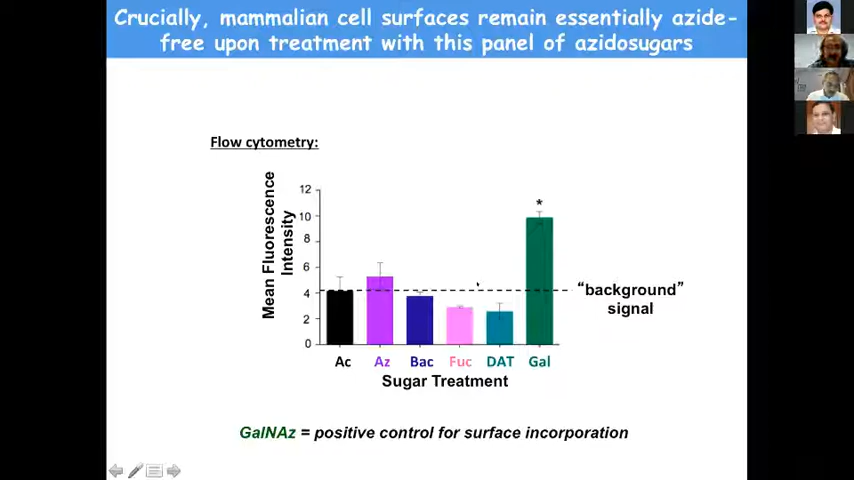 Crucially, mammalian cell surfaces remain essentially azide-
free upon treatment with this panel of azidosugars
Flow cytometry:
Mean Fluorescence
Intensity
12
10
8
6
4
2
0
*
"background"
signal
Ac Az Bac Fuc DAT Gal
Sugar Treatment
GalNAz = positive control for surface incorporation